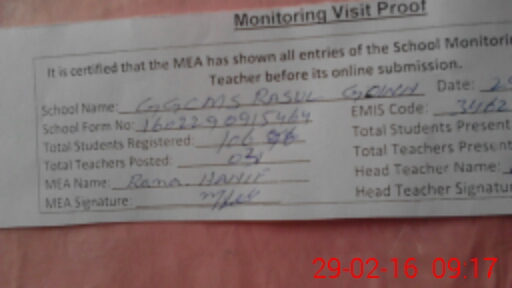 Monitoring Visit Proof
It is certified that the MEA has shown all entries of the School Monitorin
Teacher before its online submission.
School Name: GGCMS RASUL Date:
School Form No: EMIS Code:
Total Students Registered: Total Students Present
Total Teachers Posted: Total Teachers Present
MEA Name: Rana HANIF Head Teacher Name:
MEA Signature: Head Teacher Signatu
29-02-16 09:17